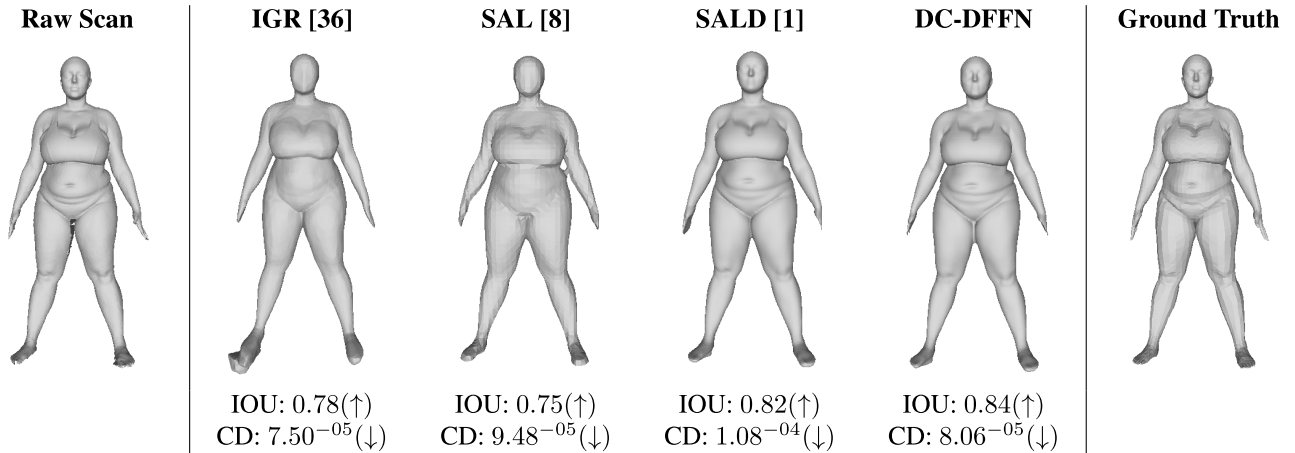 Raw Scan IGR [36] SAL [8] SALD [1] DC-DFFN Ground Truth
IOU: 0.78(↑) IOU: 0.75(↑) IOU: 0.82(↑) IOU: 0.84(↑)
CD: 7.50⁻⁰⁵(↓) CD: 9.48⁻⁰⁵(↓) CD: 1.08⁻⁰⁴(↓) CD: 8.06⁻⁰⁵(↓)